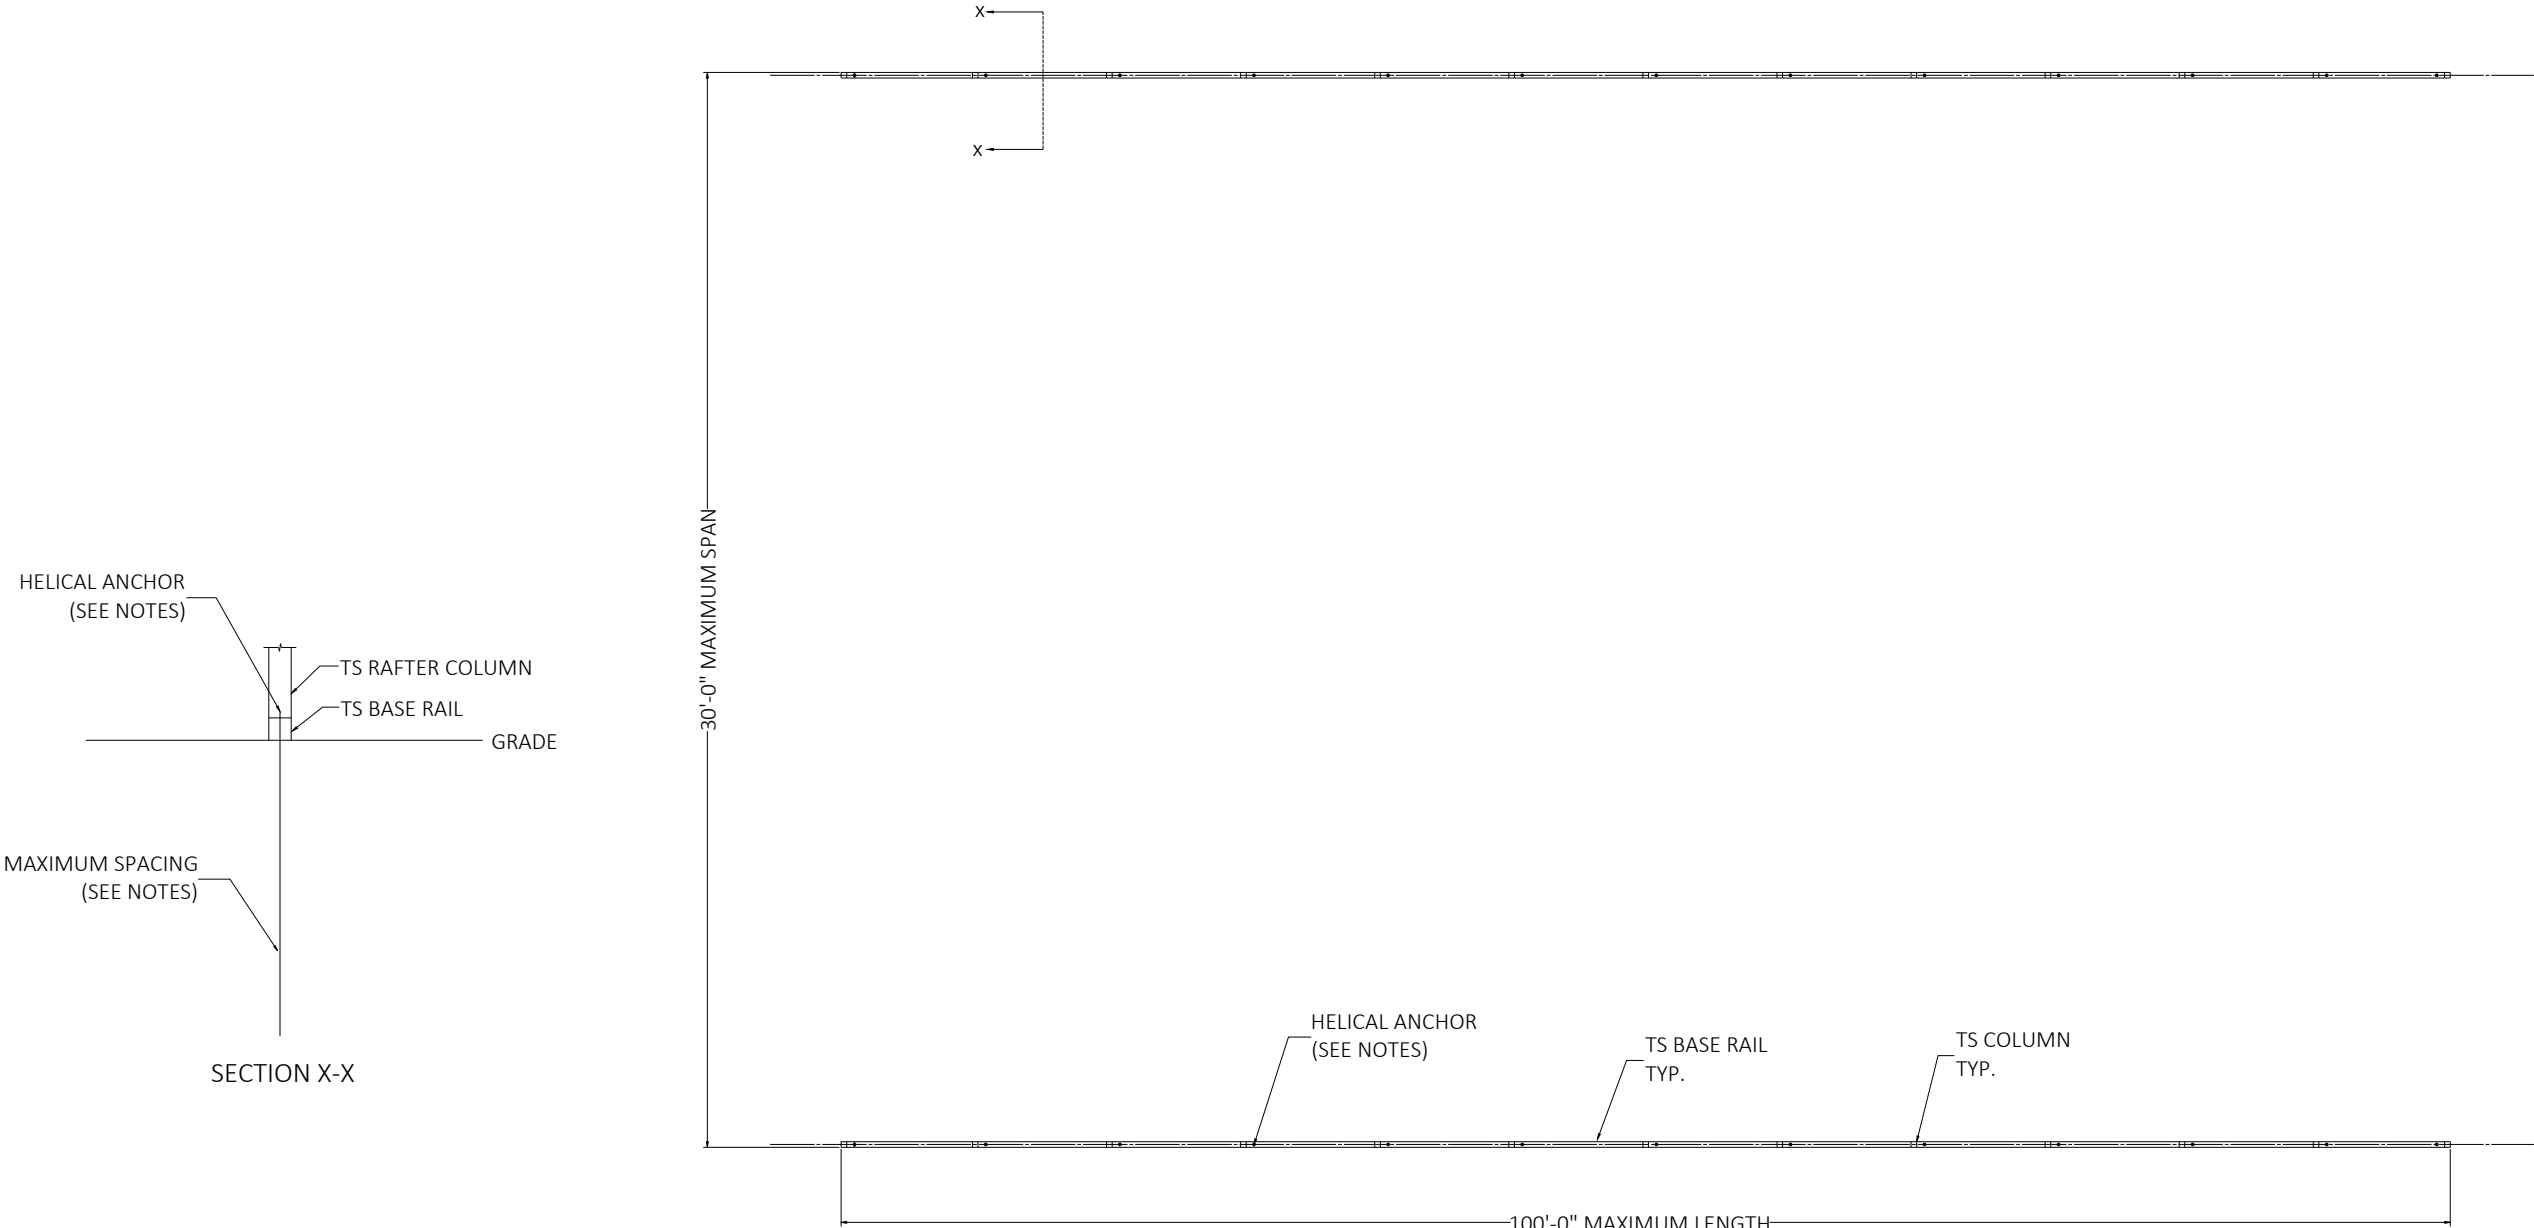 X
X
30'-0" MAXIMUM SPAN
HELICAL ANCHOR
(SEE NOTES)
TS RAFTER COLUMN
TS BASE RAIL
GRADE
MAXIMUM SPACING
(SEE NOTES)
SECTION X-X
HELICAL ANCHOR
(SEE NOTES)
TS BASE RAIL
TYP.
TS COLUMN
TYP.
100'-0" MAXIMUM LENGTH